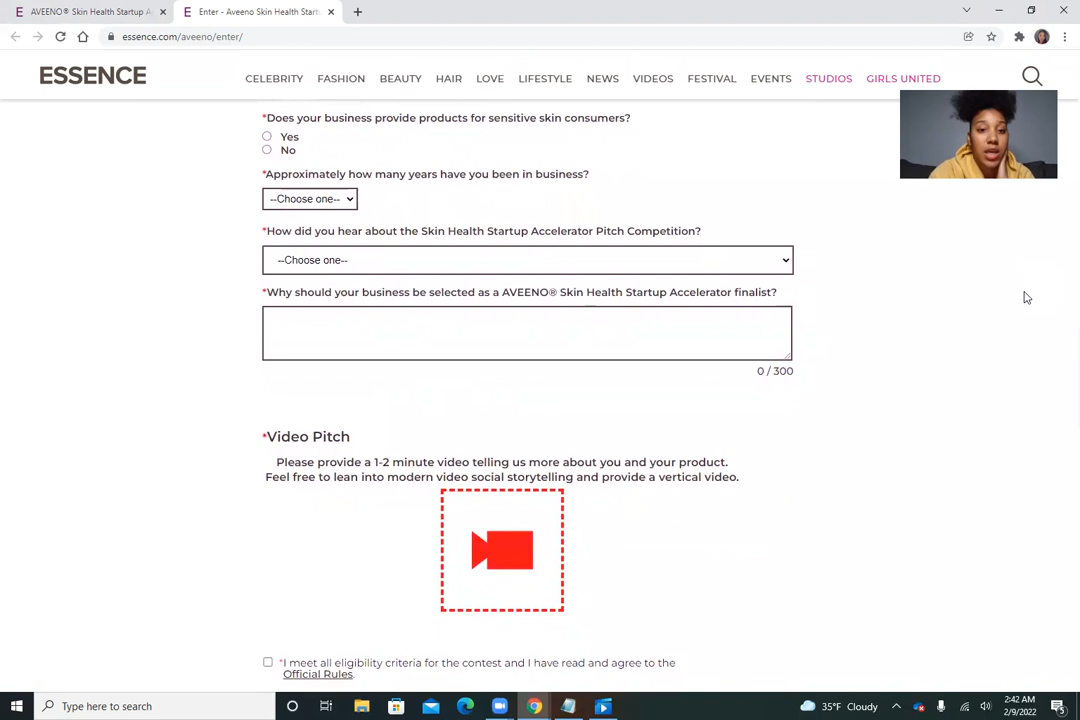 AVEENO® Skin Health Startup A
Enter - Aveeno Skin Health Start
essence.com/aveeno/enter/
ESSENCE
CELEBRITY FASHION BEAUTY HAIR LOVE LIFESTYLE NEWS VIDEOS FESTIVAL EVENTS STUDIOS GIRLS UNITED
*Does your business provide products for sensitive skin consumers?
Yes
No
*Approximately how many years have you been in business?
--Choose one--
*How did you hear about the Skin Health Startup Accelerator Pitch Competition?
--Choose one--
*Why should your business be selected as a AVEENO® Skin Health Startup Accelerator finalist?
0 / 300
*Video Pitch
Please provide a 1-2 minute video telling us more about you and your product.
Feel free to lean into modern video social storytelling and provide a vertical video.
*I meet all eligibility criteria for the contest and I have read and agree to the
Official Rules.
Type here to search
35°F Cloudy
2:42 AM
2/9/2022
5